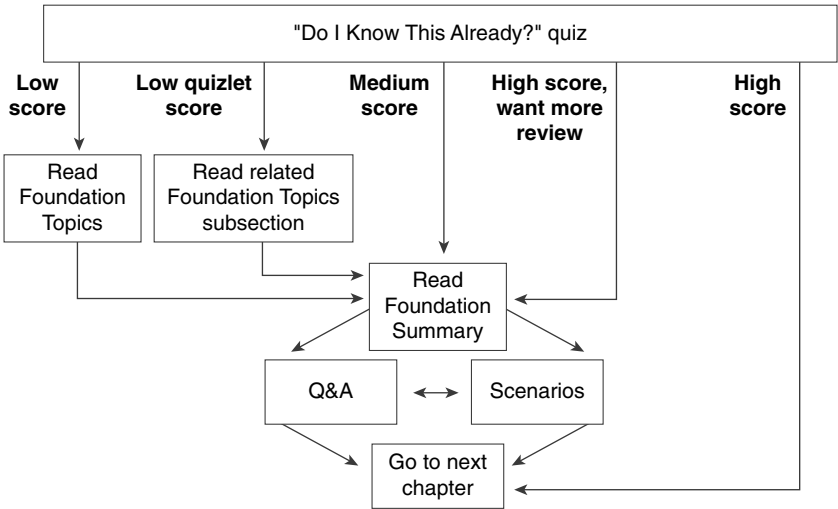 "Do I Know This Already?" quiz
Low
score
Low quizlet
score
Medium
score
High score,
want more
review
High
score
Read
Foundation
Topics
Read related
Foundation Topics
subsection
Read
Foundation
Summary
Q&A
Scenarios
Go to next
chapter